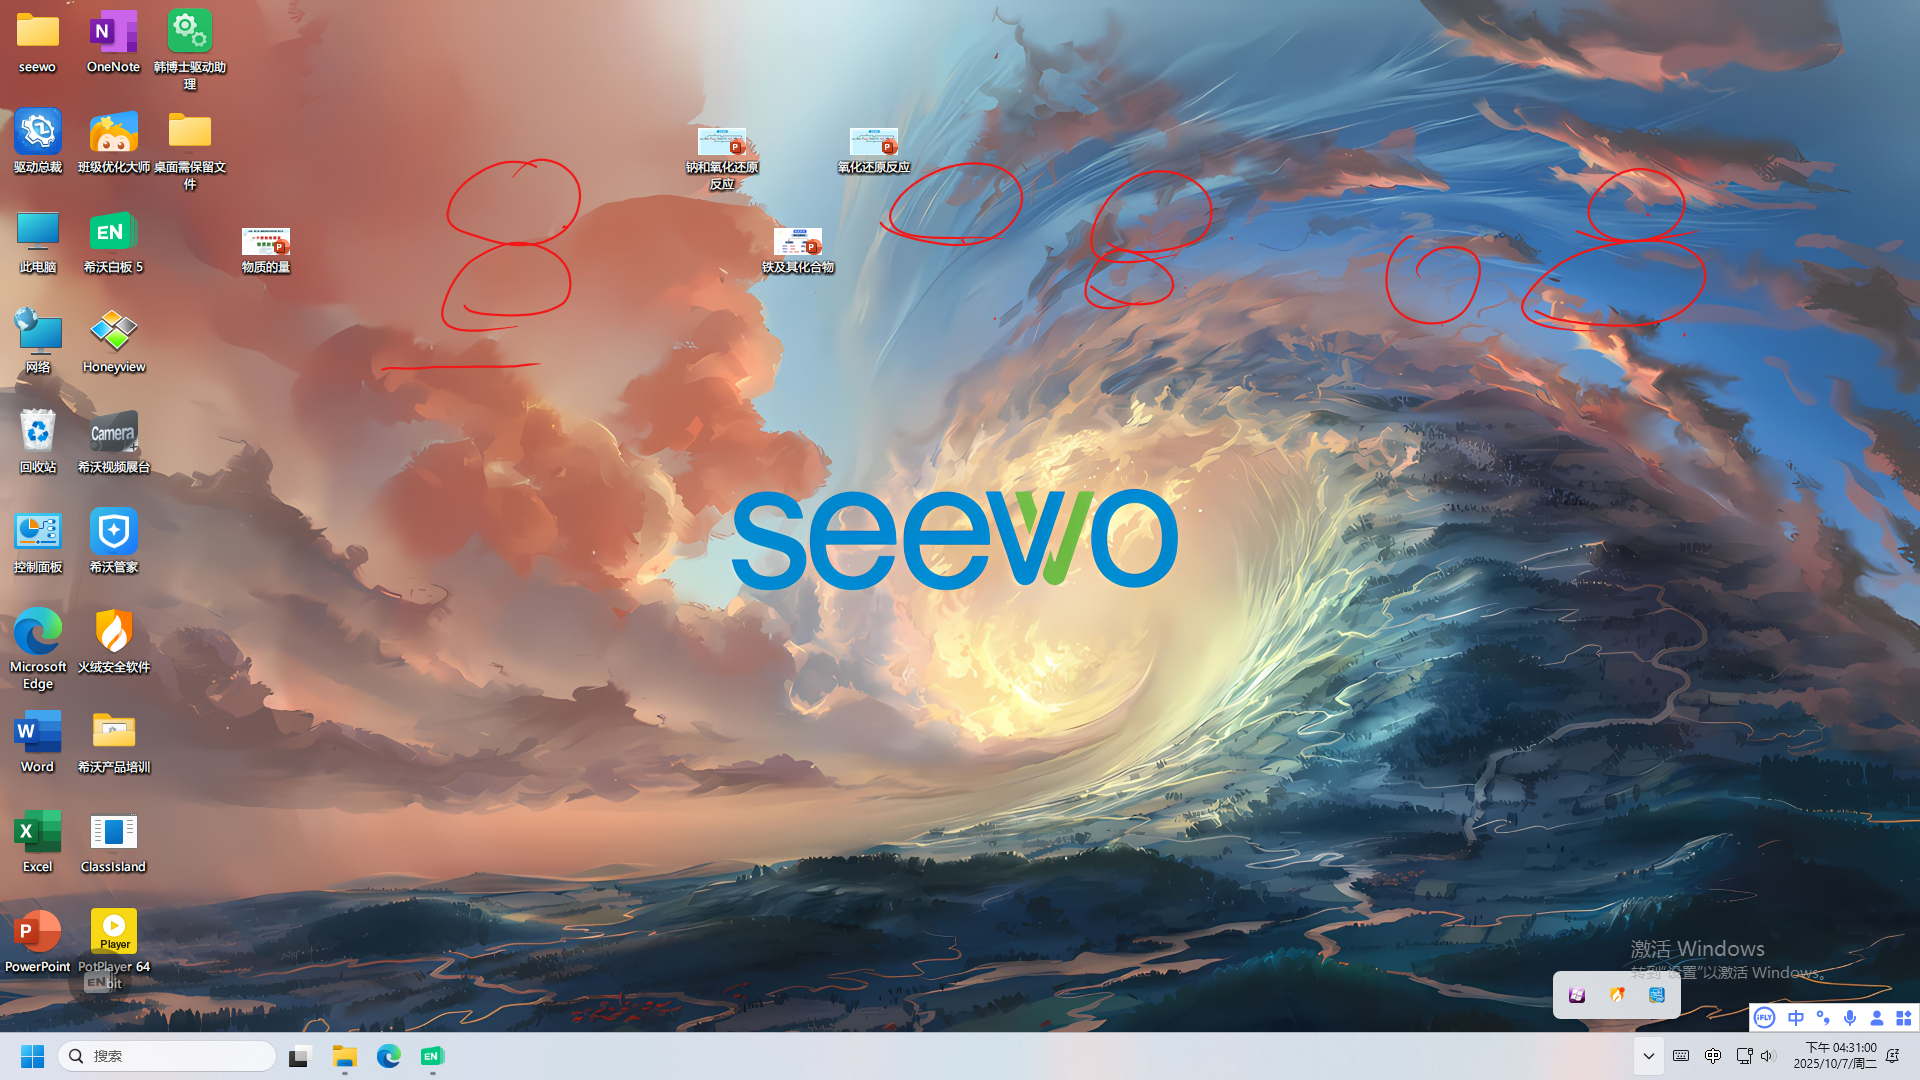 seewo
OneNote
韩博士驱动助理
驱动总裁
班级优化大师
桌面需保留文件
钠和氧化还原反应
氧化还原反应
此电脑
EN
希沃白板 5
物质的量
铁及其化合物
网络
Honeyview
回收站
Camera
希沃视频展台
seewo
控制面板
希沃管家
Microsoft Edge
火绒安全软件
Word
希沃产品培训
Excel
ClassIsland
Player
PowerPoint
PotPlayer 64 bit
EN
激活 Windows
转到“设置”以激活 Windows。
iFLY
中
搜索
EN
中
下午 04:31:00
2025/10/7/周二